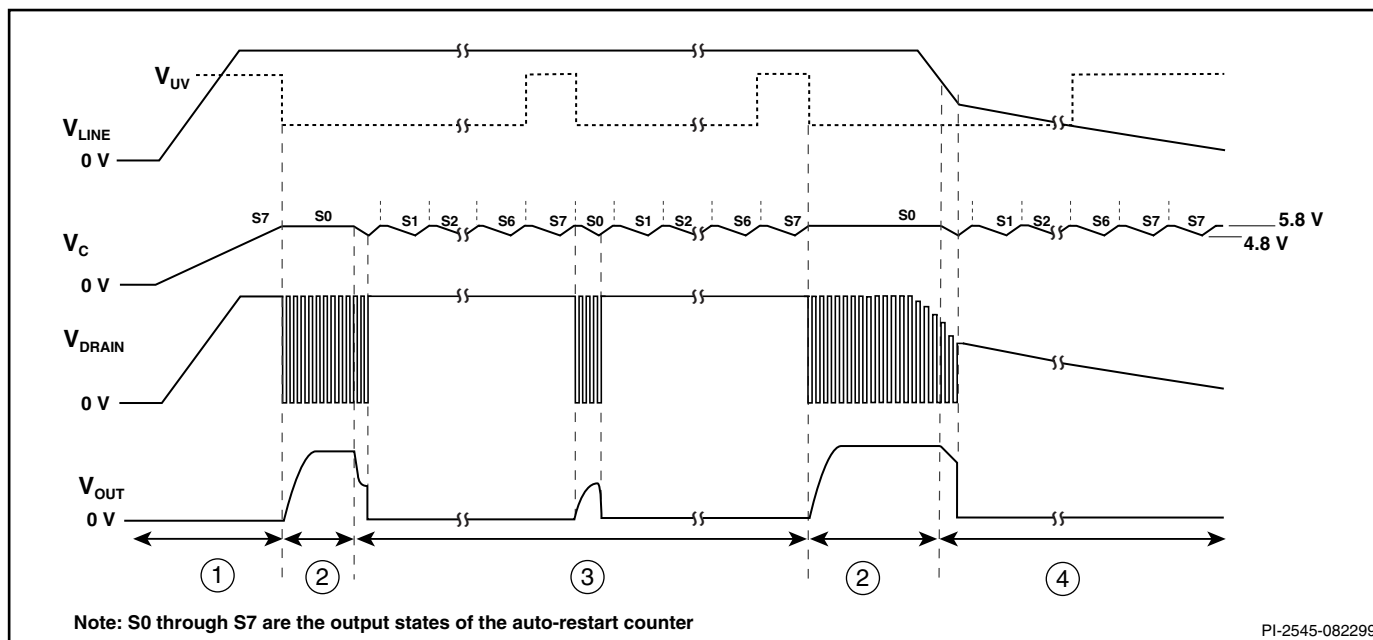 V_UV
V_LINE
0 V
S7 S0 S1 S2 S6 S7 S0 S1 S2 S6 S7 S0 S1 S2 S6 S7 S7
5.8 V
4.8 V
V_C
0 V
V_DRAIN
0 V
V_OUT
0 V
1 2 3 2 4
Note: S0 through S7 are the output states of the auto-restart counter
PI-2545-082299